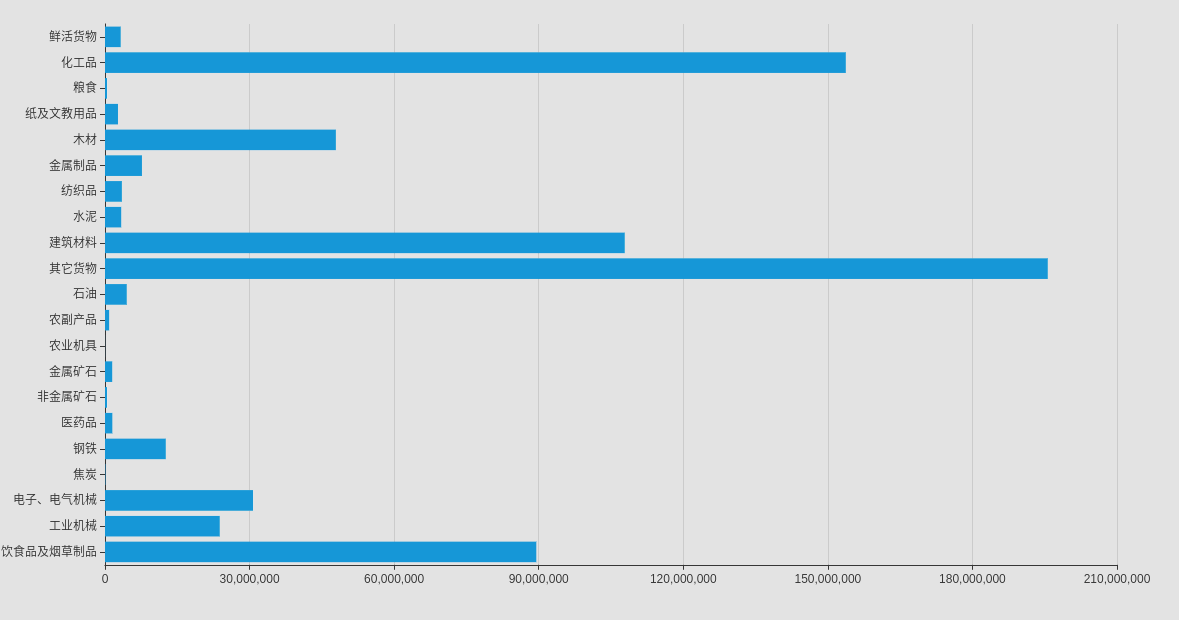 鲜活货物
化工品
粮食
纸及文教用品
木材
金属制品
纺织品
水泥
建筑材料
其它货物
石油
农副产品
农业机具
金属矿石
非金属矿石
医药品
钢铁
焦炭
电子、电气机械
工业机械
饮食品及烟草制品
0 30,000,000 60,000,000 90,000,000 120,000,000 150,000,000 180,000,000 210,000,000